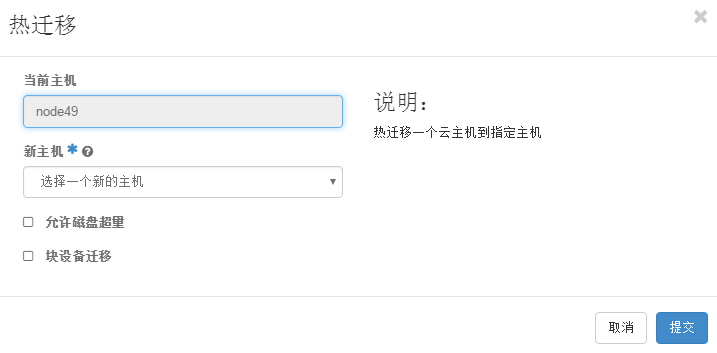 热迁移
当前主机
node49
新主机
选择一个新的主机
允许磁盘超量
块设备迁移
说明：
热迁移一个云主机到指定主机
取消
提交